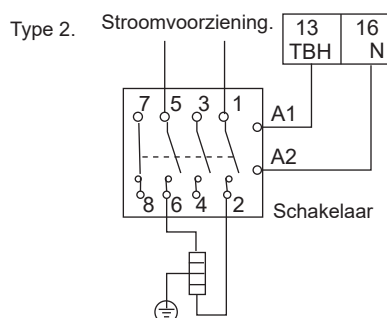 Type 2.
Stroomvoorziening.
13 16
TBH N
7 5 3 1
A1
A2
8 6 4 2
Schakelaar